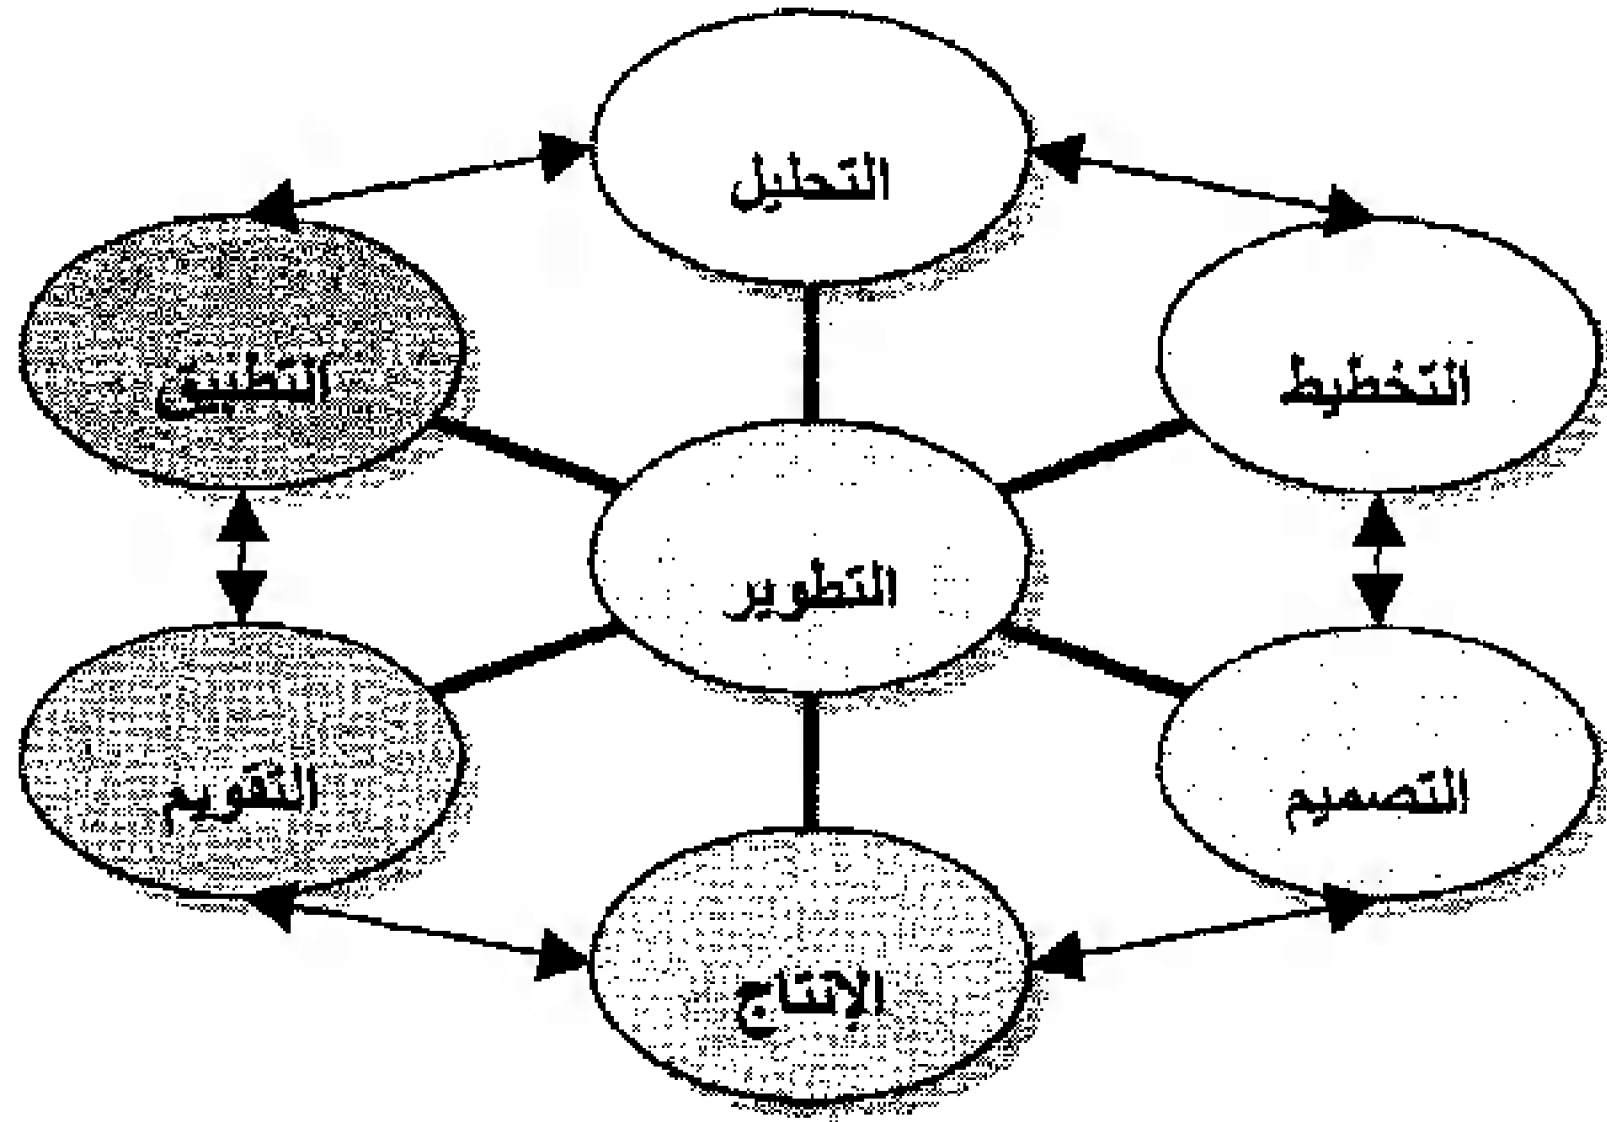 التحليل
التخطيط
التطبيق
التطوير
التصميم
التقويم
الإنتاج